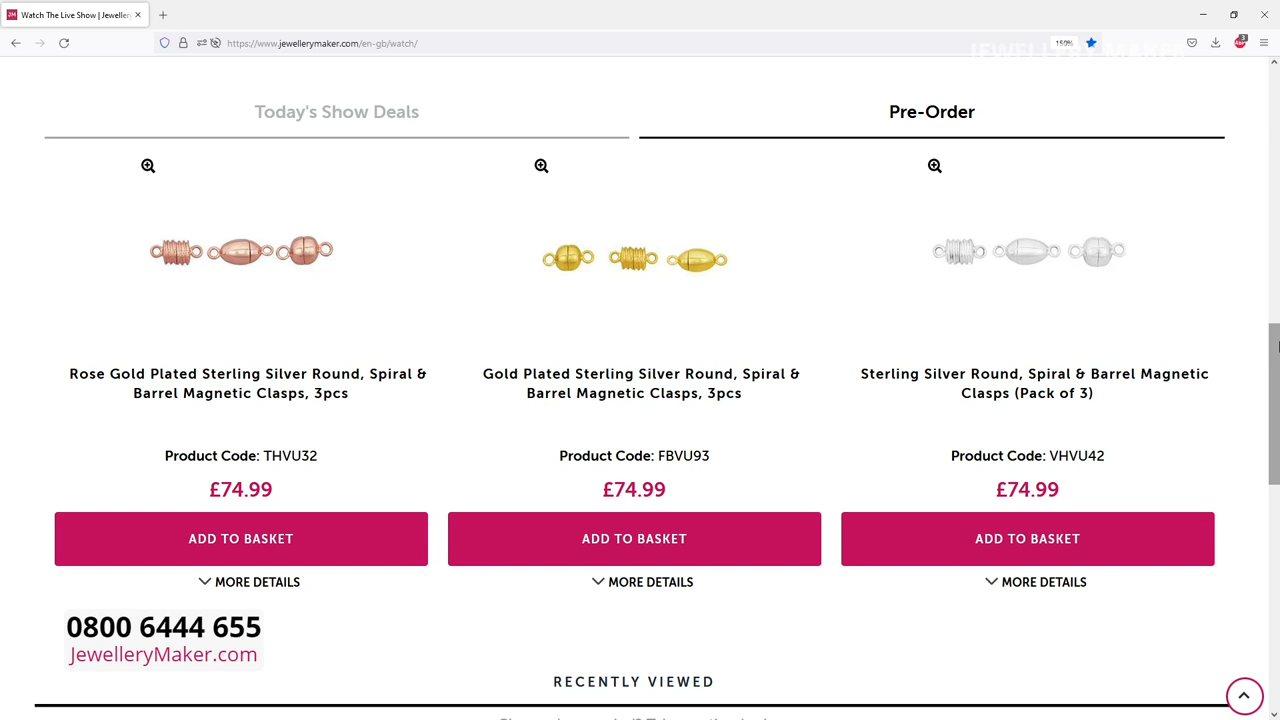 Watch The Live Show | Jeweller
https://www.jewellerymaker.com/en-gb/watch/
150%
3
JEWELLERY MAKER
Today's Show Deals
Pre-Order
Rose Gold Plated Sterling Silver Round, Spiral &
Barrel Magnetic Clasps, 3pcs
Product Code: THVU32
£74.99
ADD TO BASKET
MORE DETAILS
Gold Plated Sterling Silver Round, Spiral &
Barrel Magnetic Clasps, 3pcs
Product Code: FBVU93
£74.99
ADD TO BASKET
MORE DETAILS
Sterling Silver Round, Spiral & Barrel Magnetic
Clasps (Pack of 3)
Product Code: VHVU42
£74.99
ADD TO BASKET
MORE DETAILS
0800 6444 655
JewelleryMaker.com
RECENTLY VIEWED